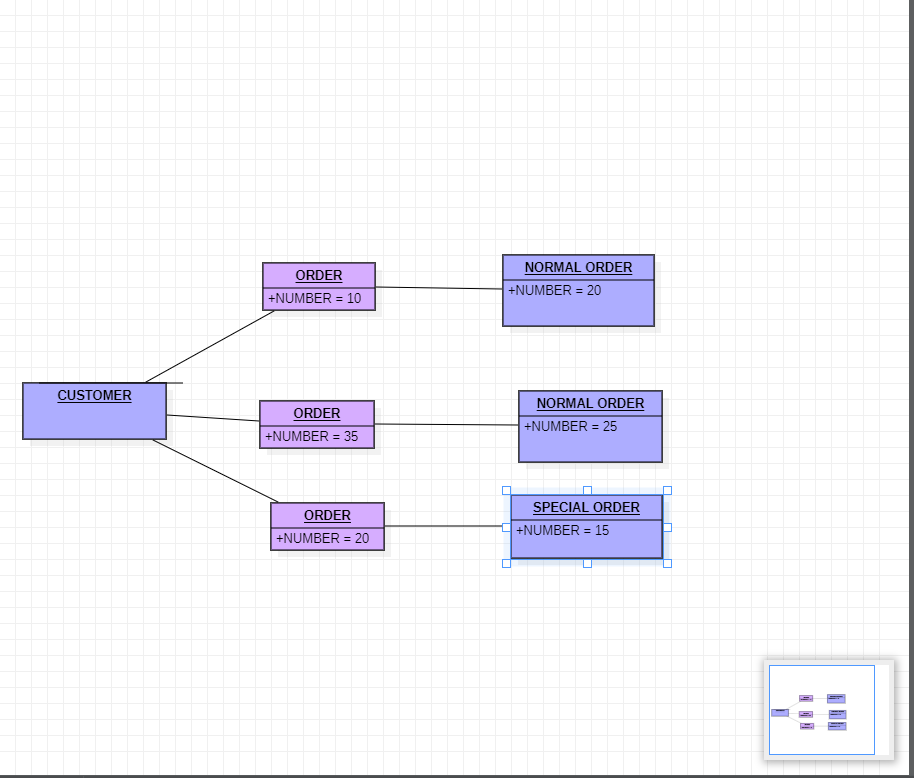 ORDER
+NUMBER = 10
NORMAL ORDER
+NUMBER = 20
CUSTOMER
ORDER
+NUMBER = 35
NORMAL ORDER
+NUMBER = 25
ORDER
+NUMBER = 20
SPECIAL ORDER
+NUMBER = 15